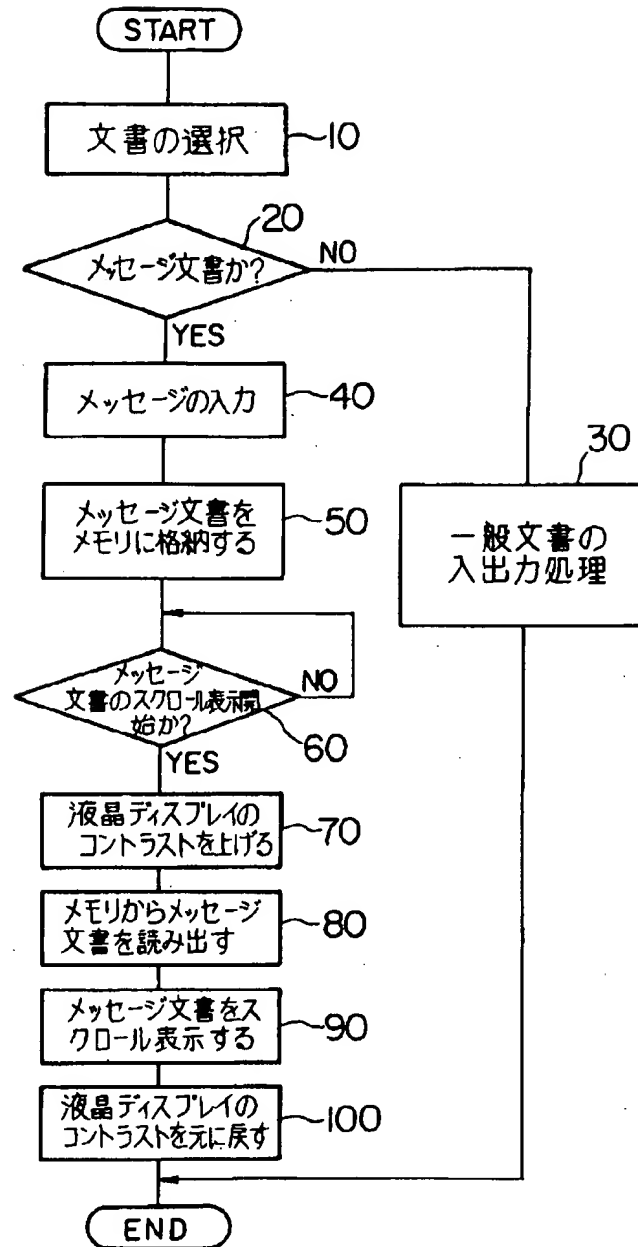 START
文書の選択
10
20
メッセージ文書か?
NO
YES
メッセージの入力
40
30
メッセージ文書を
メモリに格納する
50
一般文書の
入出力処理
メッセージ
文書のスクロール表示開
始か?
NO
60
YES
液晶ディスプレイの
コントラストを上げる
70
メモリからメッセージ
文書を読み出す
80
メッセージ文書をス
クロール表示する
90
液晶ディスプレイの
コントラストを元に戻す
100
END